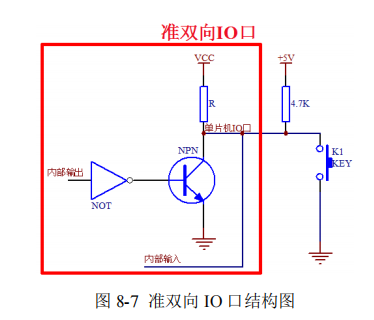 准双向IO口
VCC
+5V
R
4.7K
单片机IO口
NPN
K1
KEY
内部输出
NOT
内部输入
图 8-7 准双向 IO 口结构图